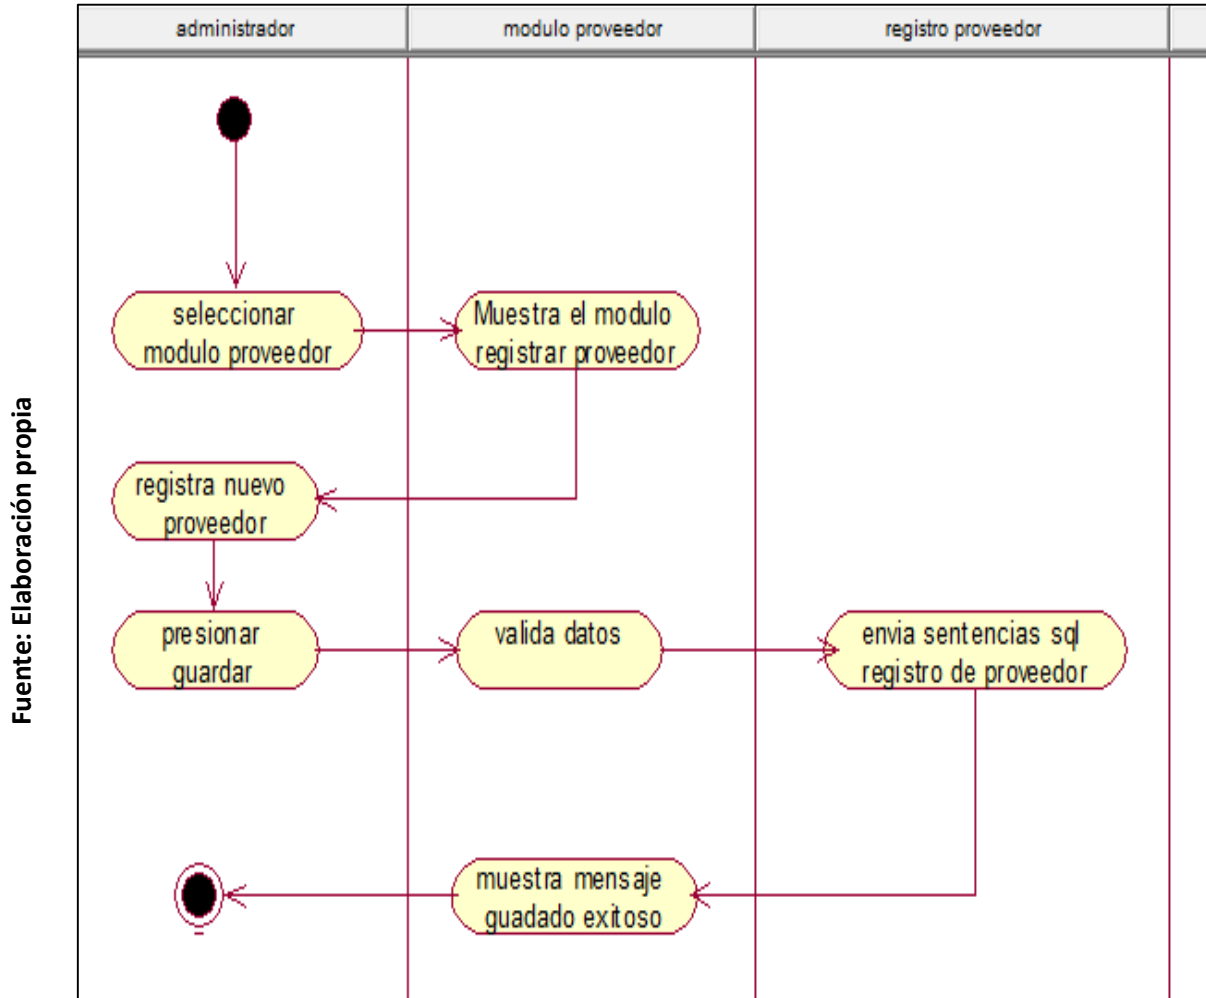 administrador
modulo proveedor
registro proveedor
seleccionar
modulo proveedor
Muestra el modulo
registrar proveedor
registra nuevo
proveedor
presionar
guardar
valida datos
envia sentencias sql
registro de proveedor
muestra mensaje
guadado exitoso
Fuente: Elaboración propia